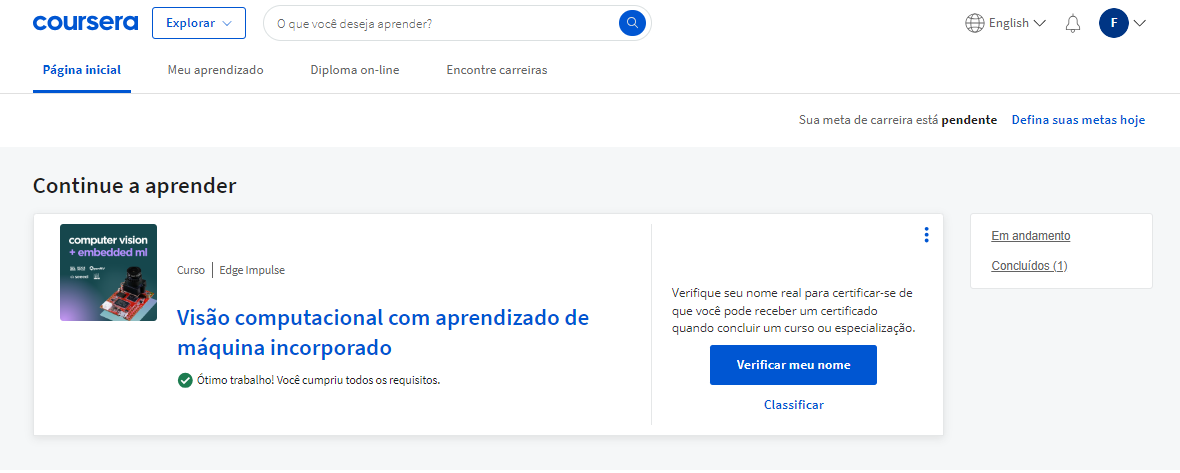 coursera
Explorar
O que você deseja aprender?
English
F
Página inicial
Meu aprendizado
Diploma on-line
Encontre carreiras
Sua meta de carreira está pendente
Defina suas metas hoje
Continue a aprender
computer vision
+ embedded ml
Curso
Edge Impulse
Visão computacional com aprendizado de
máquina incorporado
Ótimo trabalho! Você cumpriu todos os requisitos.
Verifique seu nome real para certificar-se de
que você pode receber um certificado
quando concluir um curso ou especialização.
Verificar meu nome
Classificar
Em andamento
Concluídos (1)